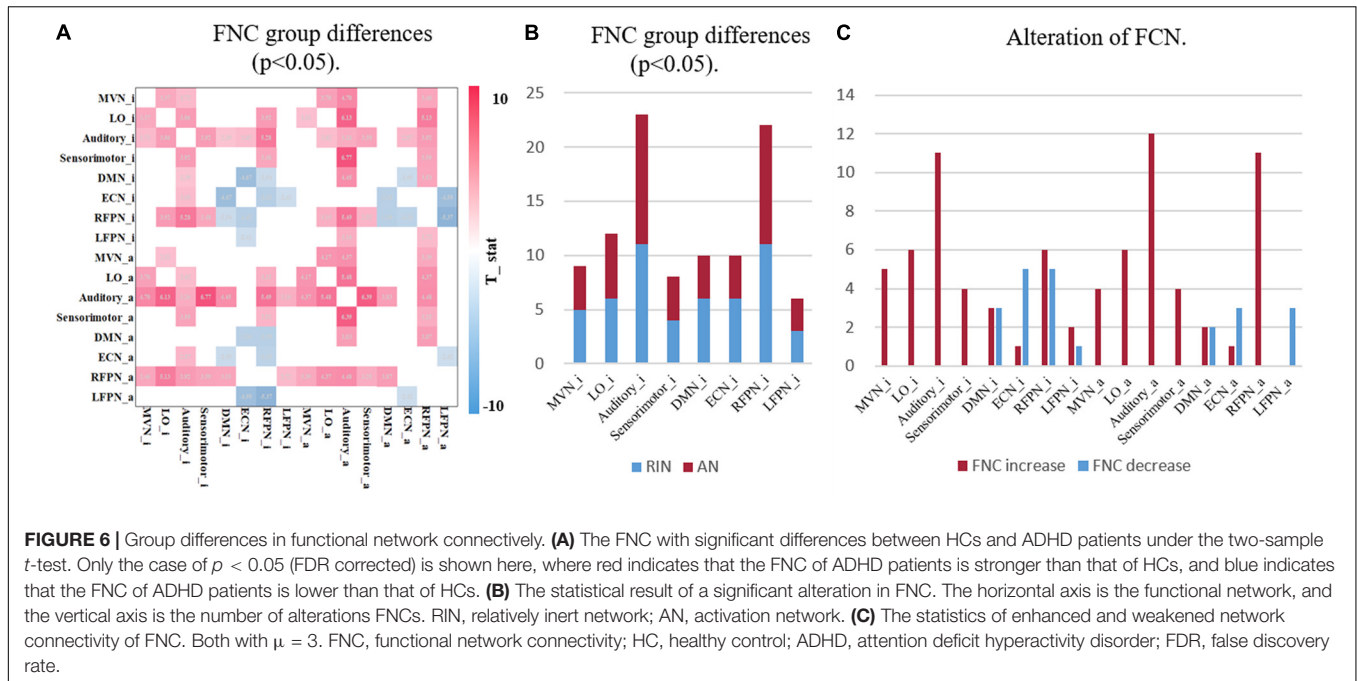 A
FNC group differences
(p<0.05).
MVN_i
LO_i
Auditory_i
Sensorimotor_i
DMN_i
ECN_i
RFPN_i
LFPN_i
MVN_a
LO_a
Auditory_a
Sensorimotor_a
DMN_a
ECN_a
RFPN_a
LFPN_a
MVN_i
LO_i
Auditory_i
Sensorimotor_i
DMN_i
ECN_i
RFPN_i
LFPN_i
MVN_a
LO_a
Auditory_a
Sensorimotor_a
DMN_a
ECN_a
RFPN_a
LFPN_a
10
T_ stat
-10
B
FNC group differences
(p<0.05).
25
20
15
10
5
0
MVN_i
LO_i
Auditory_i
Sensorimotor_i
DMN_i
ECN_i
RFPN_i
LFPN_i
RIN
AN
C
Alteration of FCN.
14
12
10
8
6
4
2
0
MVN_i
LO_i
Auditory_i
Sensorimotor_i
DMN_i
ECN_i
RFPN_i
LFPN_i
MVN_a
LO_a
Auditory_a
Sensormotor_a
DMN_a
ECN_a
RFPN_a
LFPN_a
FNC increase
FNC decrease
FIGURE 6 | Group differences in functional network connectively. (A) The FNC with significant differences between HCs and ADHD patients under the two-sample
t-test. Only the case of p < 0.05 (FDR corrected) is shown here, where red indicates that the FNC of ADHD patients is stronger than that of HCs, and blue indicates
that the FNC of ADHD patients is lower than that of HCs. (B) The statistical result of a significant alteration in FNC. The horizontal axis is the functional network, and
the vertical axis is the number of alterations FNCs. RIN, relatively inert network; AN, activation network. (C) The statistics of enhanced and weakened network
connectivity of FNC. Both with μ = 3. FNC, functional network connectivity; HC, healthy control; ADHD, attention deficit hyperactivity disorder; FDR, false discovery
rate.